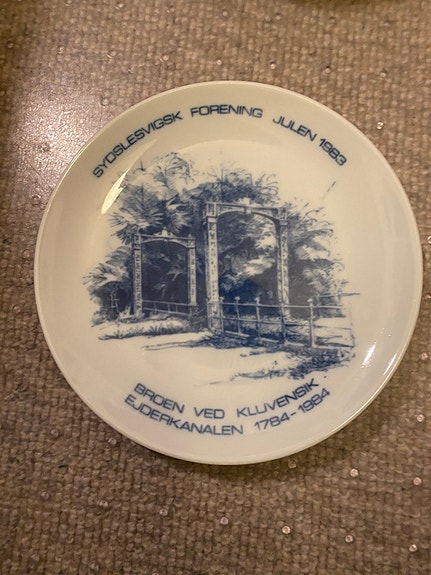 SYDSLESVIGSK FORENING JULEN 1983
BROEN VED KLUVENSIK
EJDERKANALEN 1784-1984